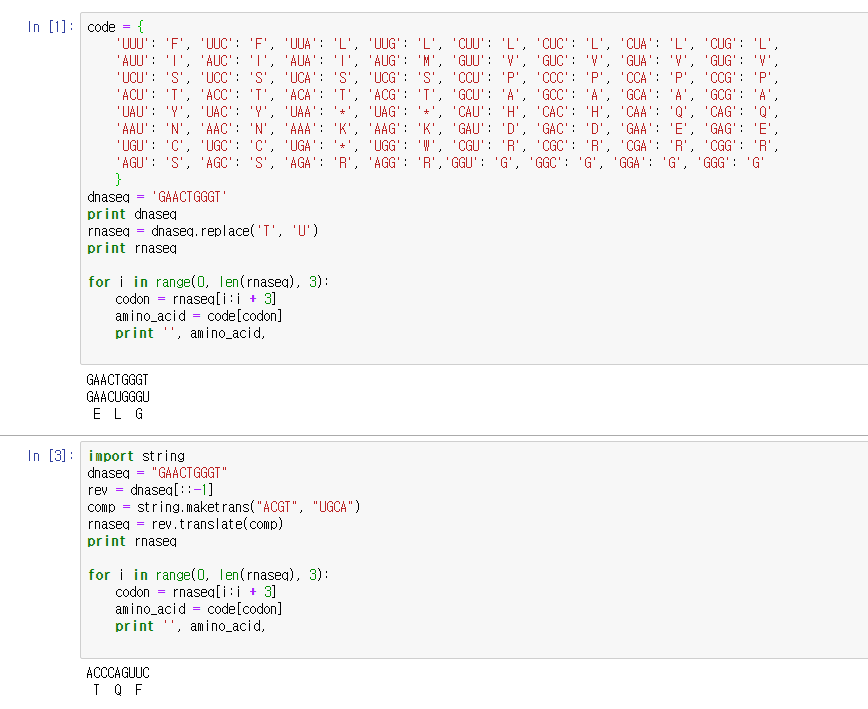 In [1]:
code = {
'UUU': 'F', 'UUC': 'F', 'UUA': 'L', 'UUG': 'L', 'CUU': 'L', 'CUC': 'L', 'CUA': 'L', 'CUG': 'L',
'AUU': 'I', 'AUC': 'I', 'AUA': 'I', 'AUG': 'M', 'GUU': 'V', 'GUC': 'V', 'GUA': 'V', 'GUG': 'V',
'UCU': 'S', 'UCC': 'S', 'UCA': 'S', 'UCG': 'S', 'CCU': 'P', 'CCC': 'P', 'CCA': 'P', 'CCG': 'P',
'ACU': 'T', 'ACC': 'T', 'ACA': 'T', 'ACG': 'T', 'GCU': 'A', 'GCC': 'A', 'GCA': 'A', 'GCG': 'A',
'UAU': 'Y', 'UAC': 'Y', 'UAA': '*', 'UAG': '*', 'CAU': 'H', 'CAC': 'H', 'CAA': 'Q', 'CAG': 'Q',
'AAU': 'N', 'AAC': 'N', 'AAA': 'K', 'AAG': 'K', 'GAU': 'D', 'GAC': 'D', 'GAA': 'E', 'GAG': 'E',
'UGU': 'C', 'UGC': 'C', 'UGA': '*', 'UGG': 'W', 'CGU': 'R', 'CGC': 'R', 'CGA': 'R', 'CGG': 'R',
'AGU': 'S', 'AGC': 'S', 'AGA': 'R', 'AGG': 'R','GGU': 'G', 'GGC': 'G', 'GGA': 'G', 'GGG': 'G'
}
dnaseq = 'GAACTGGGT'
print dnaseq
rnaseq = dnaseq.replace('T', 'U')
print rnaseq
for i in range(0, len(rnaseq), 3):
codon = rnaseq[i:i + 3]
amino_acid = code[codon]
print '', amino_acid,
GAACTGGGT
GAACUGGGU
E L G
In [3]:
import string
dnaseq = "GAACTGGGT"
rev = dnaseq[::-1]
comp = string.maketrans("ACGT", "UGCA")
rnaseq = rev.translate(comp)
print rnaseq
for i in range(0, len(rnaseq), 3):
codon = rnaseq[i:i + 3]
amino_acid = code[codon]
print '', amino_acid,
ACCCAGUUC
T Q F